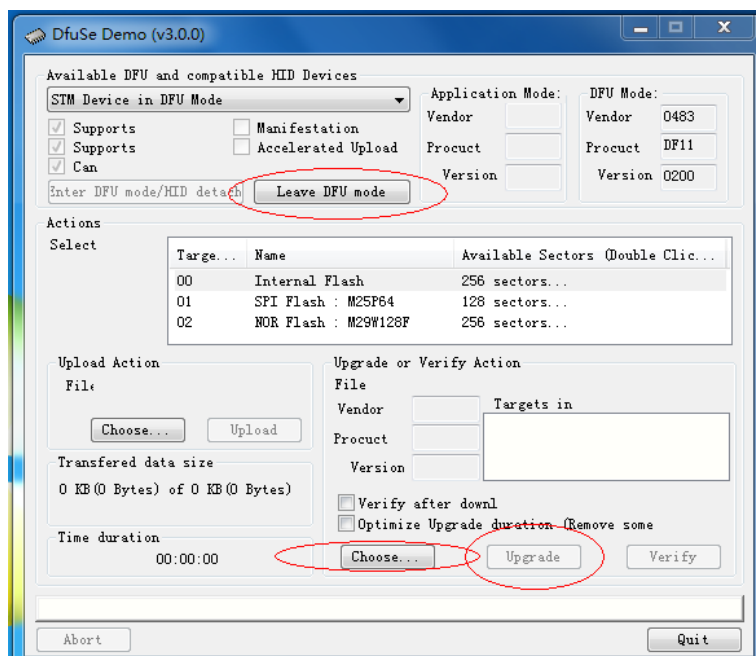 DfuSe Demo (v3.0.0)
Available DFU and compatible HID Devices
STM Device in DFU Mode
Supports
Manifestation
Supports
Accelerated Upload
Can
Enter DFU mode/HID detach
Leave DFU mode
Application Mode:
Vendor
Procuct
Version
DFU Mode:
Vendor 0483
Procuct DF11
Version 0200
Actions
Select
Targe... Name Available Sectors (Double Clic...
00 Internal Flash 256 sectors...
01 SPI Flash : M25P64 128 sectors...
02 NOR Flash : M29W128F 256 sectors...
Upload Action
File
Choose... Upload
Transfered data size
0 KB(0 Bytes) of 0 KB(0 Bytes)
Time duration
00:00:00
Upgrade or Verify Action
File
Vendor
Procuct
Version
Targets in
Verify after downl
Optimize Upgrade duration (Remove some
Choose... Upgrade Verify
Abort Quit